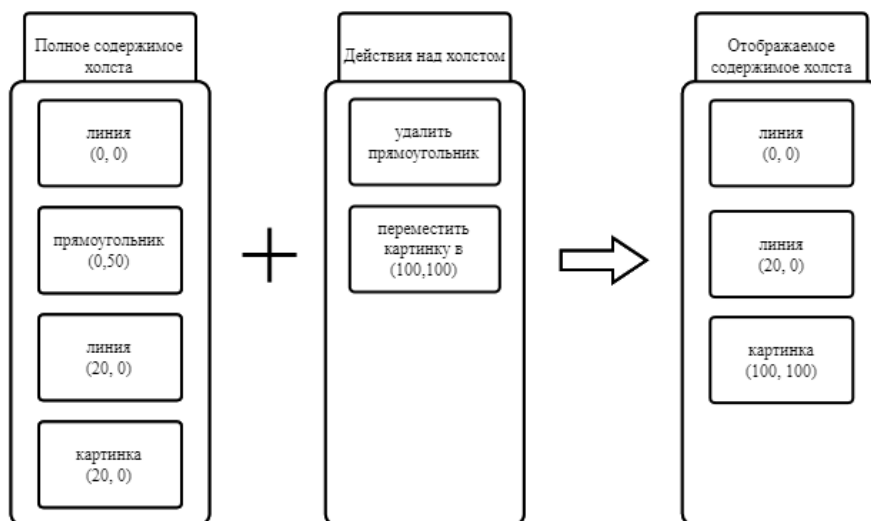 Полное содержимое
холста
линия
(0, 0)
прямоугольник
(0,50)
линия
(20, 0)
картинка
(20, 0)
Действия над холстом
удалить
прямоугольник
переместить
картинку в
(100,100)
Отображаемое
содержимое холста
линия
(0, 0)
линия
(20, 0)
картинка
(100, 100)